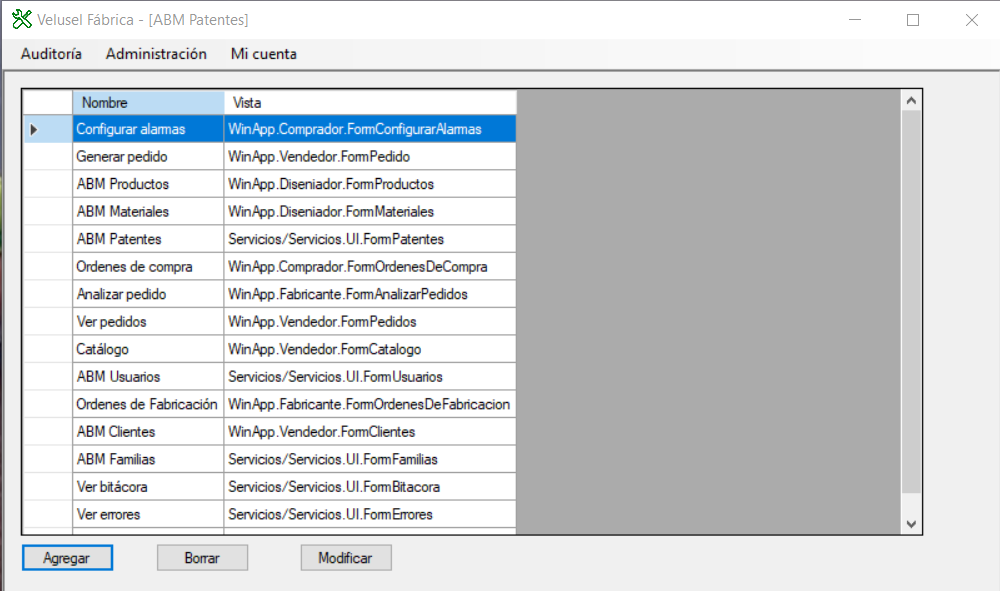 Velusel Fábrica - [ABM Patentes]
Auditoría Administración Mi cuenta
Nombre Vista
Configurar alarmas WinApp.Comprador.FormConfigurarAlarmas
Generar pedido WinApp.Vendedor.FormPedido
ABM Productos WinApp.Diseniador.FormProductos
ABM Materiales WinApp.Diseniador.FormMateriales
ABM Patentes Servicios/Servicios.UI.FormPatentes
Ordenes de compra WinApp.Comprador.FormOrdenesDeCompra
Analizar pedido WinApp.Fabricante.FormAnalizarPedidos
Ver pedidos WinApp.Vendedor.FormPedidos
Catálogo WinApp.Vendedor.FormCatalogo
ABM Usuarios Servicios/Servicios.UI.FormUsuarios
Ordenes de Fabricación WinApp.Fabricante.FormOrdenesDeFabricacion
ABM Clientes WinApp.Vendedor.FormClientes
ABM Familias Servicios/Servicios.UI.FormFamilias
Ver bitácora Servicios/Servicios.UI.FormBitacora
Ver errores Servicios/Servicios.UI.FormErrores
Agregar Borrar Modificar